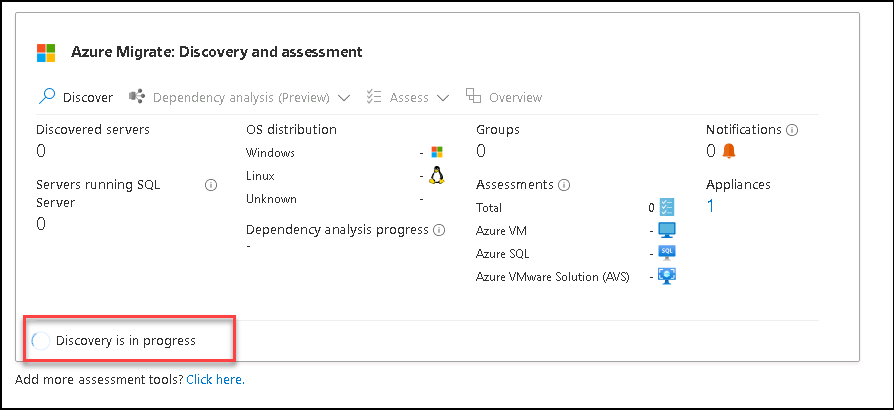 Azure Migrate: Discovery and assessment
Discover Dependency analysis (Preview) Assess Overview
Discovered servers
0
Servers running SQL
Server
0
OS distribution
Windows -
Linux -
Unknown -
Dependency analysis progress
-
Groups
0
Assessments
Total 0
Azure VM -
Azure SQL -
SQL
Azure VMware Solution (AVS) -
Notifications
0
Appliances
1
Discovery is in progress
Add more assessment tools? Click here.